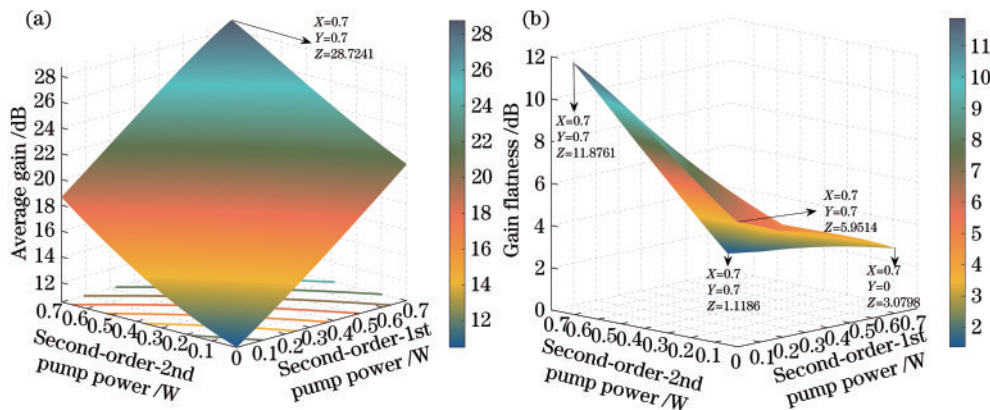 (a)
X=0.7
Y=0.7
Z=28.7241
Average gain /dB
28
26
24
22
20
18
16
14
12
0.7
0.6
0.5
0.4
0.3
0.2
0.1
0
0.1
0.2
0.3
0.4
0.5
0.6
0.7
Second-order-2nd
pump power /W
Second-order-1st
pump power /W
28
26
24
22
20
18
16
14
12
(b)
Gain flatness /dB
12
10
8
6
4
2
0
X=0.7
Y=0.7
Z=11.8761
X=0.7
Y=0.7
Z=5.9514
X=0.7
Y=0.7
Z=1.1186
X=0.7
Y=0
Z=3.0798
0.7
0.6
0.5
0.4
0.3
0.2
0.1
0
0.1
0.2
0.3
0.4
0.5
0.6
0.7
Second-order-2nd
pump power /W
Second-order-1st
pump power /W
11
10
9
8
7
6
5
4
3
2